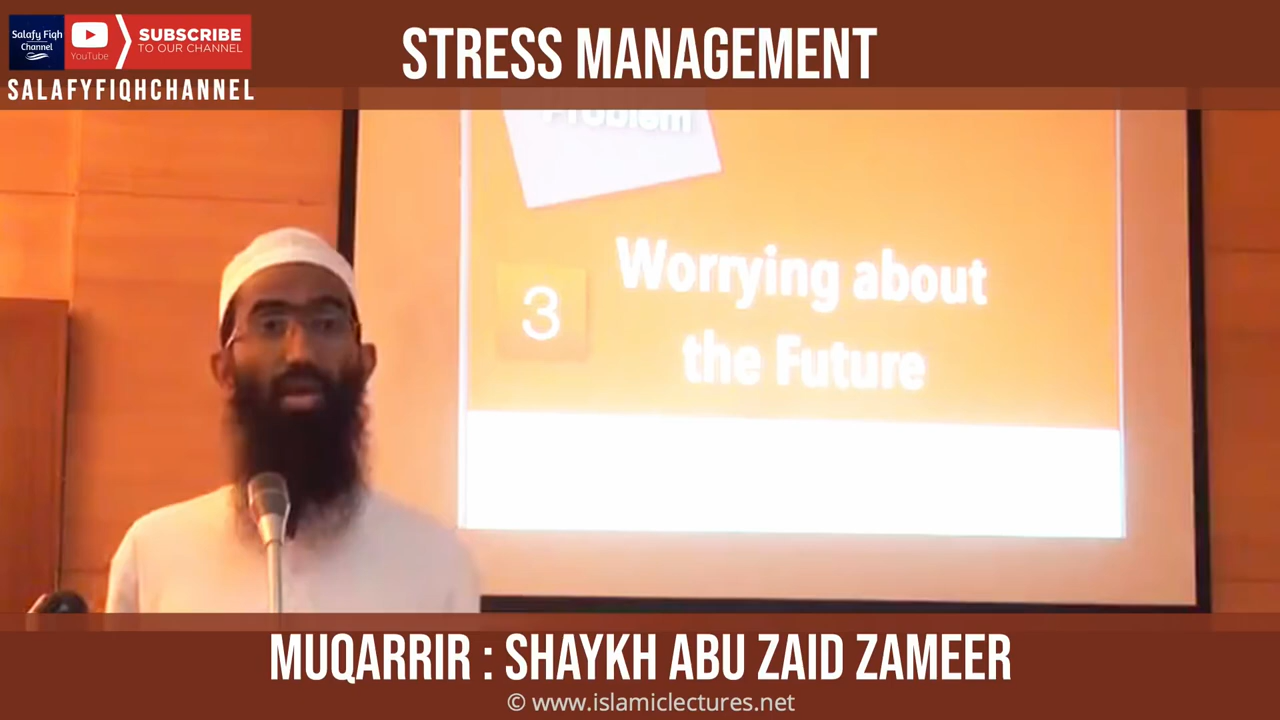 Salafy Fiqh
Channel
YouTube
SUBSCRIBE
TO OUR CHANNEL
SALAFYFIQHCHANNEL
STRESS MANAGEMENT
Problem
3
Worrying about
the Future
MUQARRIR : SHAYKH ABU ZAID ZAMEER
© www.islamiclectures.net